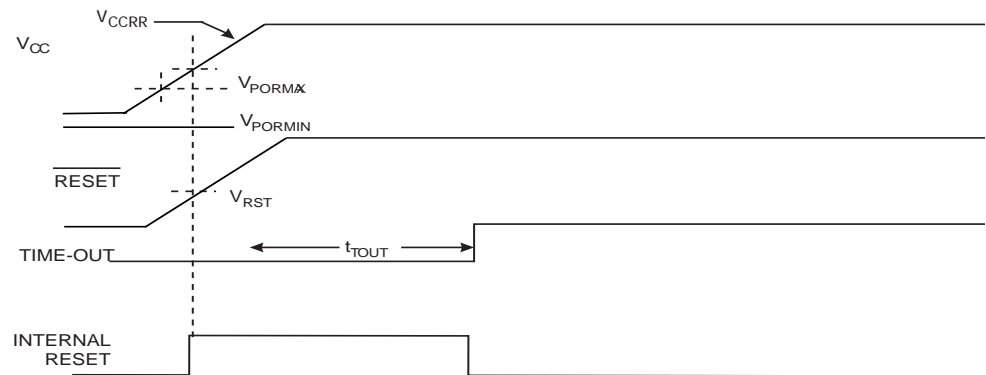 VCCRR
VCC
VPORMAX
VPORMIN
RESET
VRST
tTOUT
TIME-OUT
INTERNAL
RESET